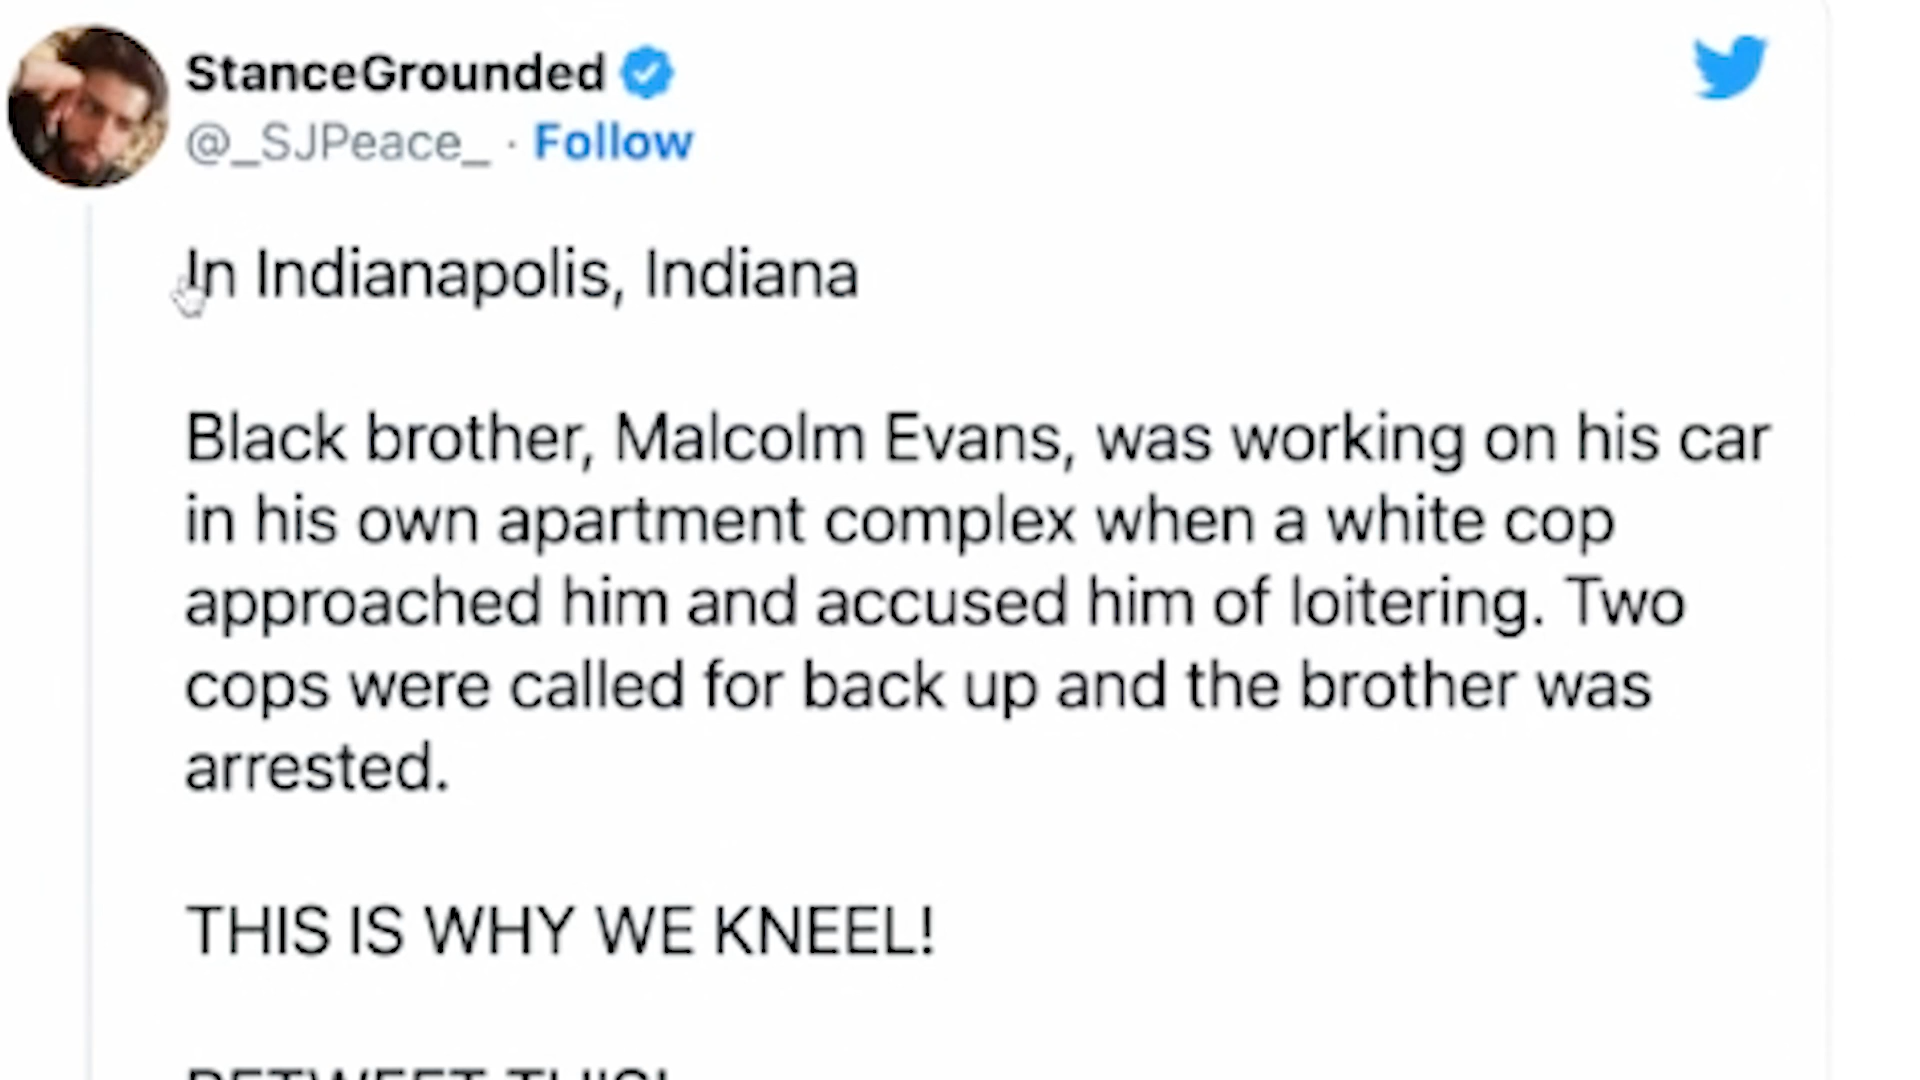 StanceGrounded
@_SJPeace_ · Follow
In Indianapolis, Indiana
Black brother, Malcolm Evans, was working on his car
in his own apartment complex when a white cop
approached him and accused him of loitering. Two
cops were called for back up and the brother was
arrested.
THIS IS WHY WE KNEEL!
RETWEET THIS!